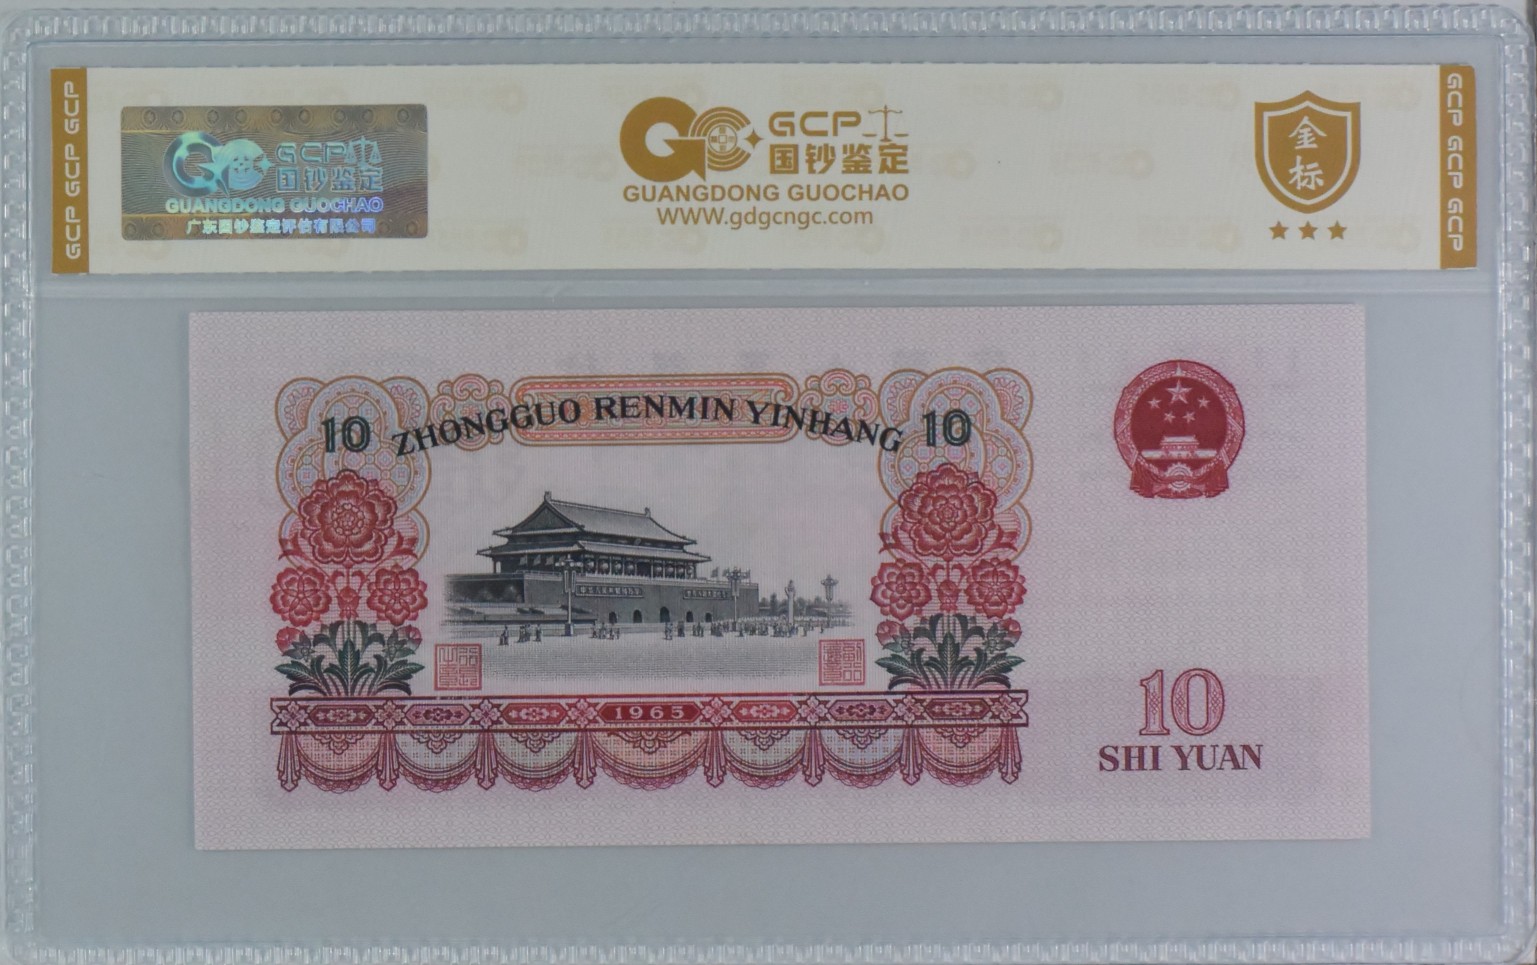 GCP GCP GCP
GCP
国钞鉴定
GUANGDONG GUOCHAO
广东国钞鉴定评估有限公司
GCP
国钞鉴定
GUANGDONG GUOCHAO
WWW.gdgcngc.com
金标
GCP GCP GCP
10 ZHONGGUO RENMIN YINHANG 10
1965
10
SHI YUAN